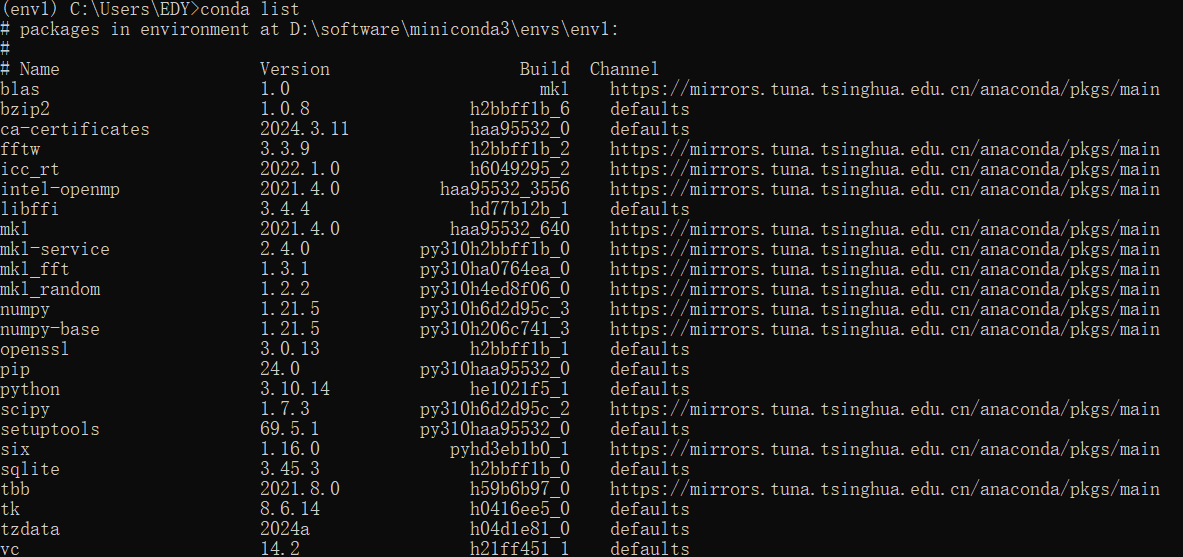 (env1) C:\Users\EDY>conda list
# packages in environment at D:\software\miniconda3\envs\env1:
#
# Name                    Version                   Build  Channel
blas                      1.0                         mkl    https://mirrors.tuna.tsinghua.edu.cn/anaconda/pkgs/main
bzip2                     1.0.8                h2bbff1b_6    defaults
ca-certificates           2024.3.11            haa95532_0    defaults
fftw                      3.3.9                h2bbff1b_2    https://mirrors.tuna.tsinghua.edu.cn/anaconda/pkgs/main
icc_rt                    2022.1.0             h6049295_2    https://mirrors.tuna.tsinghua.edu.cn/anaconda/pkgs/main
intel-openmp              2021.4.0          haa95532_3556    https://mirrors.tuna.tsinghua.edu.cn/anaconda/pkgs/main
libffi                    3.4.4                hd77b12b_1    defaults
mkl                       2021.4.0           haa95532_640    https://mirrors.tuna.tsinghua.edu.cn/anaconda/pkgs/main
mkl-service               2.4.0           py310h2bbff1b_0    https://mirrors.tuna.tsinghua.edu.cn/anaconda/pkgs/main
mkl_fft                   1.3.1           py310ha0764ea_0    https://mirrors.tuna.tsinghua.edu.cn/anaconda/pkgs/main
mkl_random                1.2.2           py310h4ed8f06_0    https://mirrors.tuna.tsinghua.edu.cn/anaconda/pkgs/main
numpy                     1.21.5          py310h6d2d95c_3    https://mirrors.tuna.tsinghua.edu.cn/anaconda/pkgs/main
numpy-base                1.21.5          py310h206c741_3    https://mirrors.tuna.tsinghua.edu.cn/anaconda/pkgs/main
openssl                   3.0.13               h2bbff1b_1    defaults
pip                       24.0            py310haa95532_0    defaults
python                    3.10.14              he1021f5_1    defaults
scipy                     1.7.3           py310h6d2d95c_2    https://mirrors.tuna.tsinghua.edu.cn/anaconda/pkgs/main
setuptools                69.5.1          py310haa95532_0    defaults
six                       1.16.0             pyhd3eb1b0_1    https://mirrors.tuna.tsinghua.edu.cn/anaconda/pkgs/main
sqlite                    3.45.3               h2bbff1b_0    defaults
tbb                       2021.8.0             h59b6b97_0    https://mirrors.tuna.tsinghua.edu.cn/anaconda/pkgs/main
tk                        8.6.14               h0416ee5_0    defaults
tzdata                    2024a                h04d1e81_0    defaults
vc                        14.2                 h21ff451_1    defaults